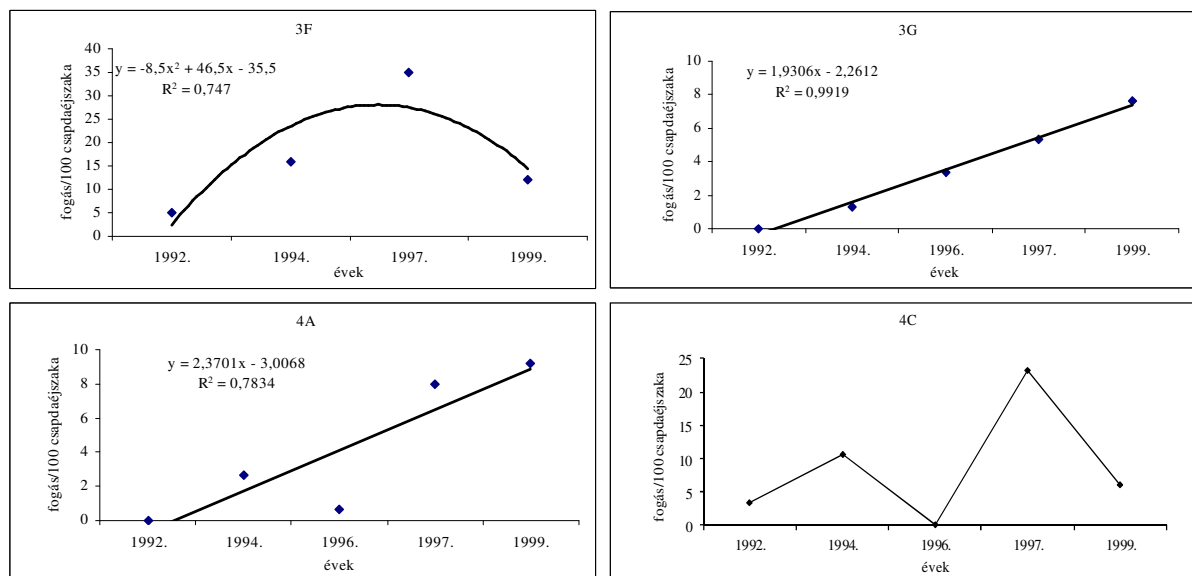 3F
y = -8,5x² + 46,5x - 35,5
R² = 0,747
fogás/100 csapdaéjszaka
40
35
30
25
20
15
10
5
0
1992. 1994. 1997. 1999.
évek
3G
y = 1,9306x - 2,2612
R² = 0,9919
fogás/100 csapdaéjszaka
10
8
6
4
2
0
1992. 1994. 1996. 1997. 1999.
évek
4A
y = 2,3701x - 3,0068
R² = 0,7834
fogás/100 csapdaéjszaka
10
8
6
4
2
0
1992. 1994. 1996. 1997. 1999.
évek
4C
fogás/100 csapdaéjszaka
25
20
15
10
5
0
1992. 1994. 1996. 1997. 1999.
évek